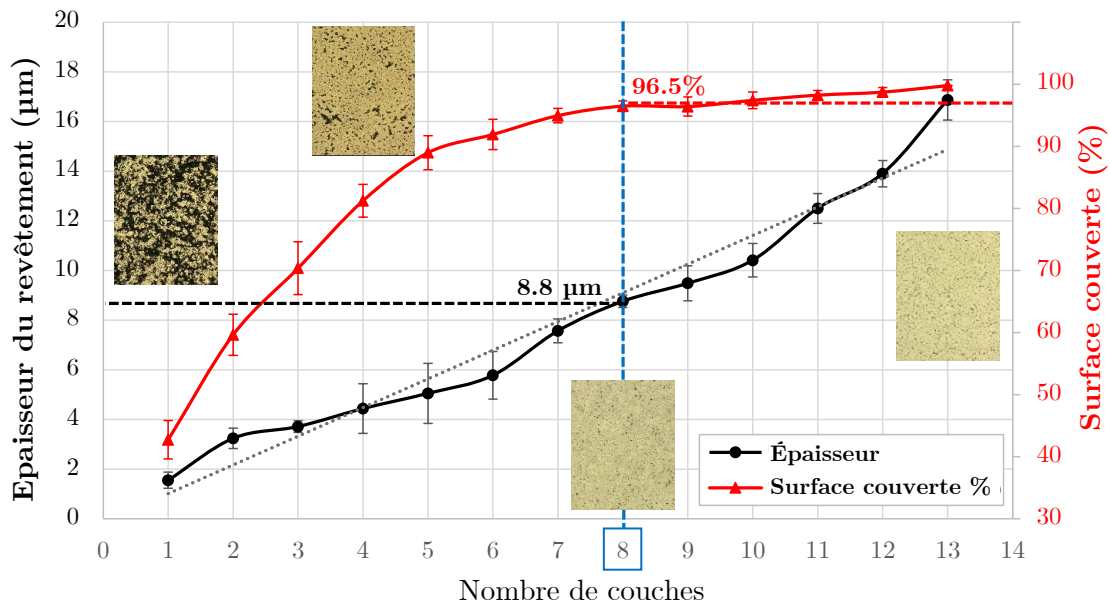 Epaisseur du revêtement (µm)
20
18
16
14
12
10
8
6
4
2
0
96.5%
8.8 µm
100
90
80
70
60
50
40
30
Surface couverte (%)
Épaisseur
Surface couverte %
0 1 2 3 4 5 6 7 8 9 10 11 12 13 14
Nombre de couches